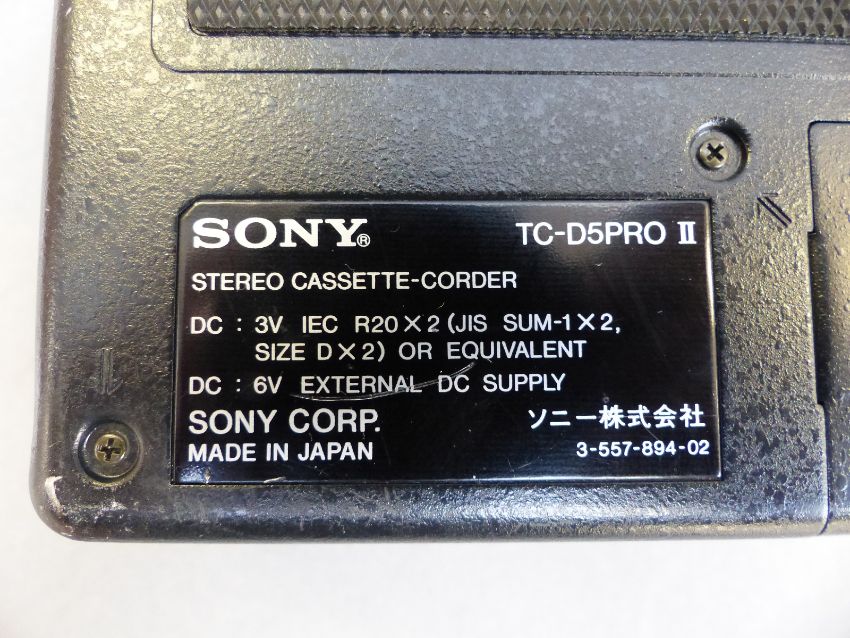 SONY® TC-D5PRO II
STEREO CASSETTE-CORDER
DC : 3V IEC R20×2 (JIS SUM-1×2,
SIZE D×2) OR EQUIVALENT
DC : 6V EXTERNAL DC SUPPLY
SONY CORP. ソニー株式会社
MADE IN JAPAN 3-557-894-02